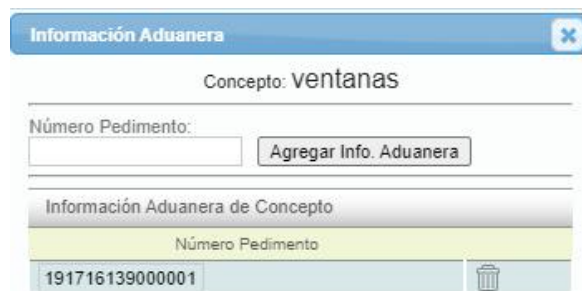 Información Aduanera
Concepto: ventanas
Número Pedimento:
Agregar Info. Aduanera
Información Aduanera de Concepto
Número Pedimento
191716139000001